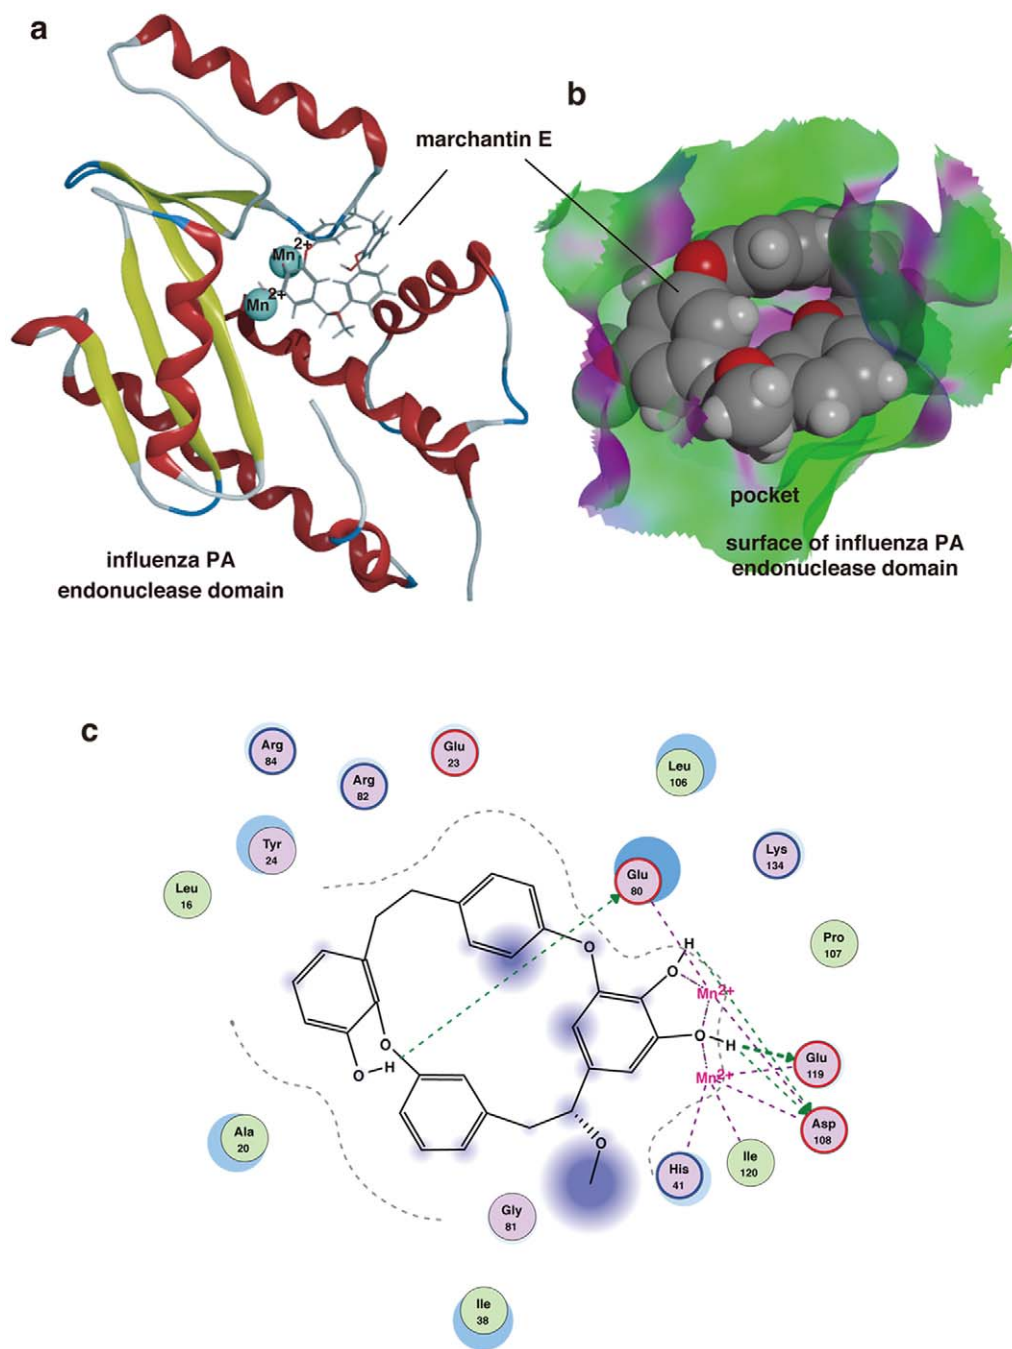 a
b
marchantin E
Mn2+
Mn2+
pocket
influenza PA
endonuclease domain
surface of influenza PA
endonuclease domain
c
Arg
84
Arg
82
Glu
23
Leu
106
Tyr
24
Lys
134
Glu
80
Leu
16
Pro
107
H
O
O
Mn2+
O
H
O
H
O
Mn2+
Glu
119
Asp
108
Ala
20
O
Ile
120
His
41
Gly
81
Ile
38